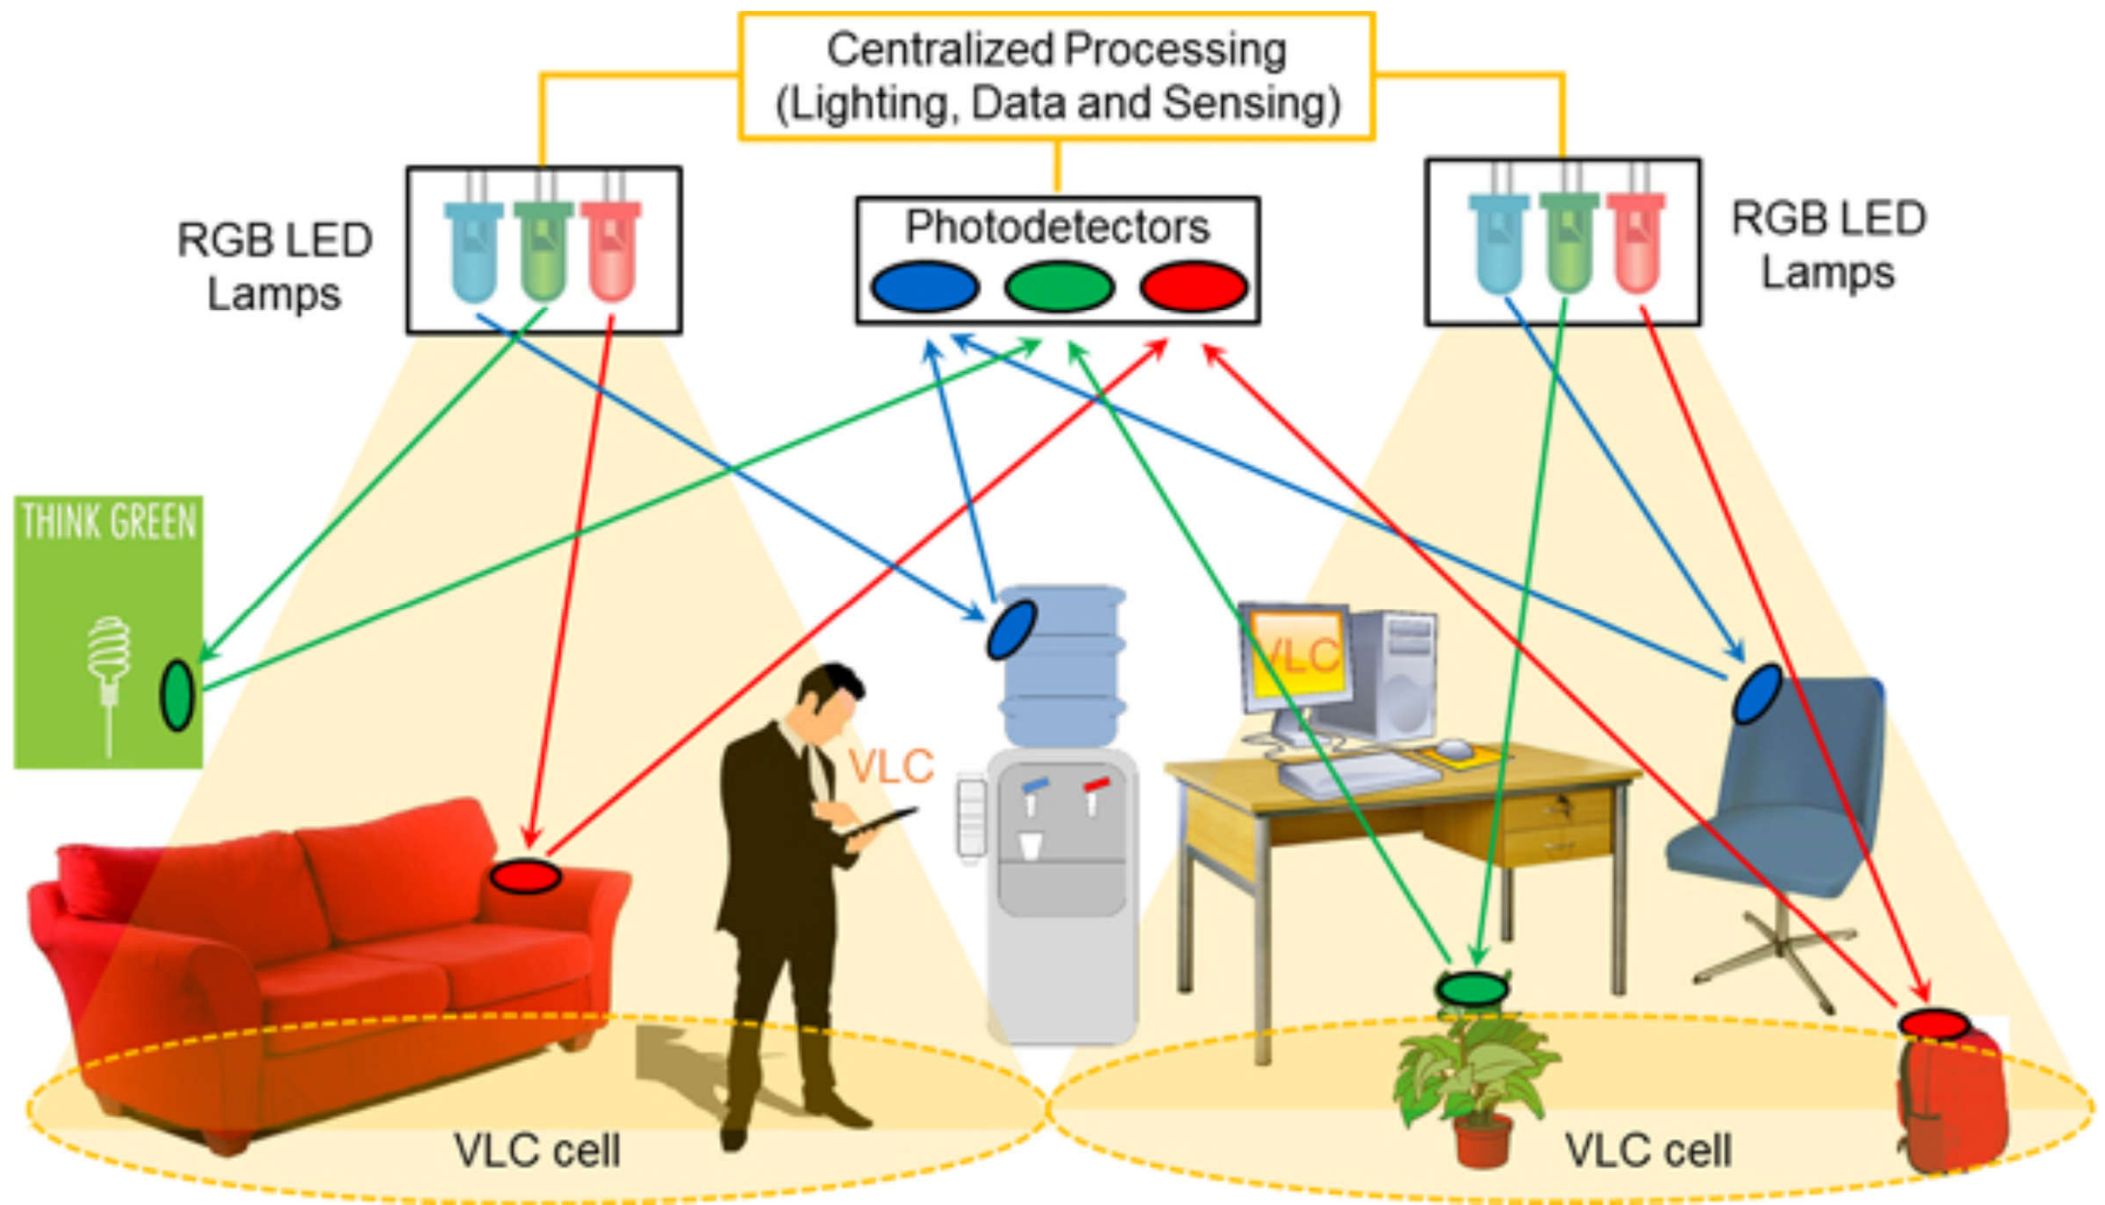 Centralized Processing
(Lighting, Data and Sensing)
RGB LED
Lamps
Photodetectors
RGB LED
Lamps
THINK GREEN
VLC
VLC
VLC cell
VLC cell